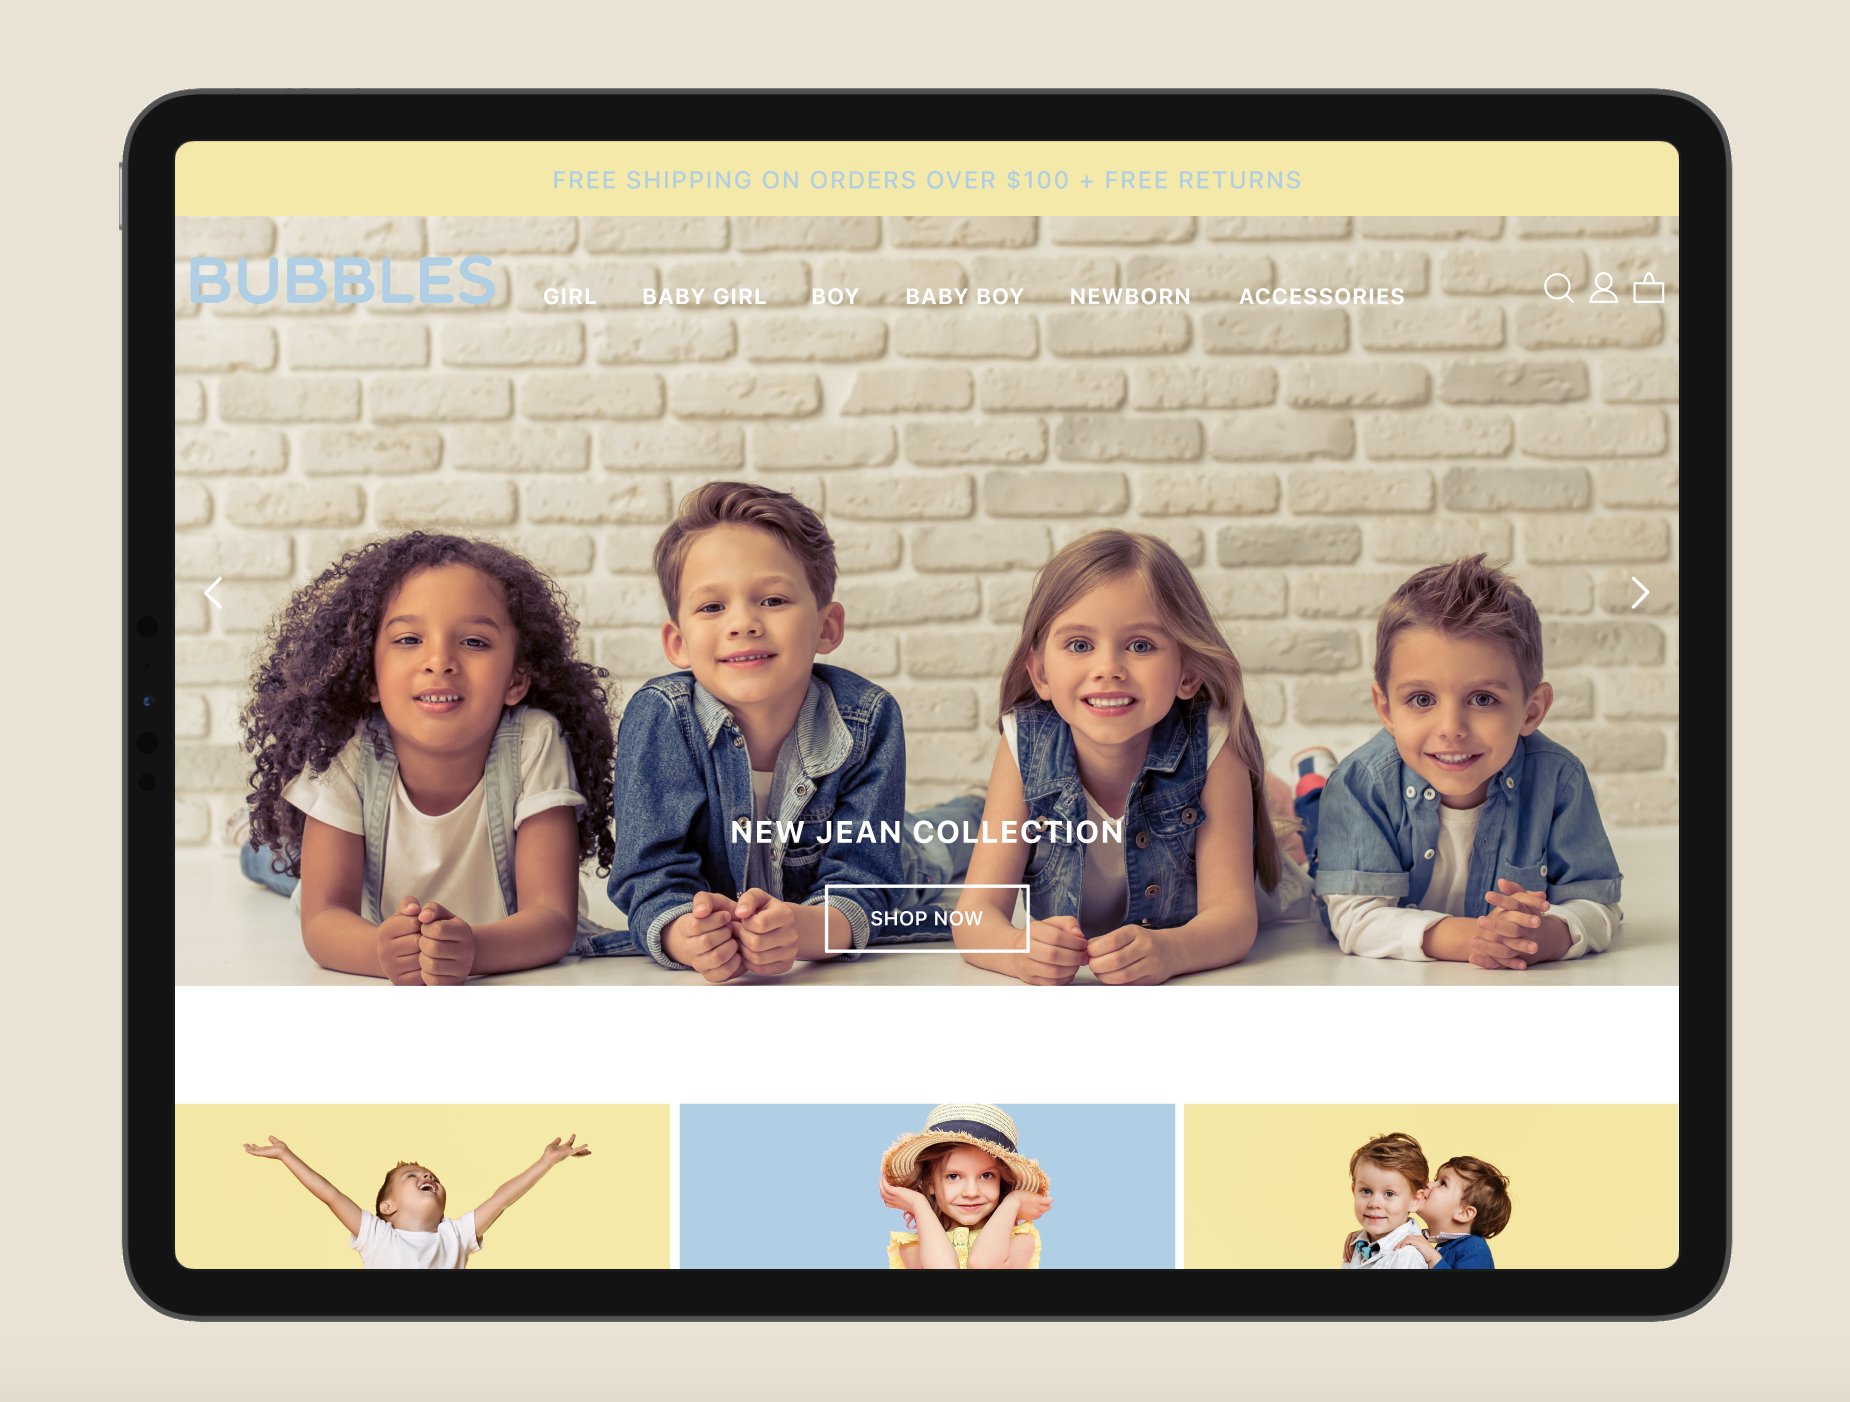 FREE SHIPPING ON ORDERS OVER $100 + FREE RETURNS
BUBBLES
GIRL BABY GIRL BOY BABY BOY NEWBORN ACCESSORIES
NEW JEAN COLLECTION
SHOP NOW